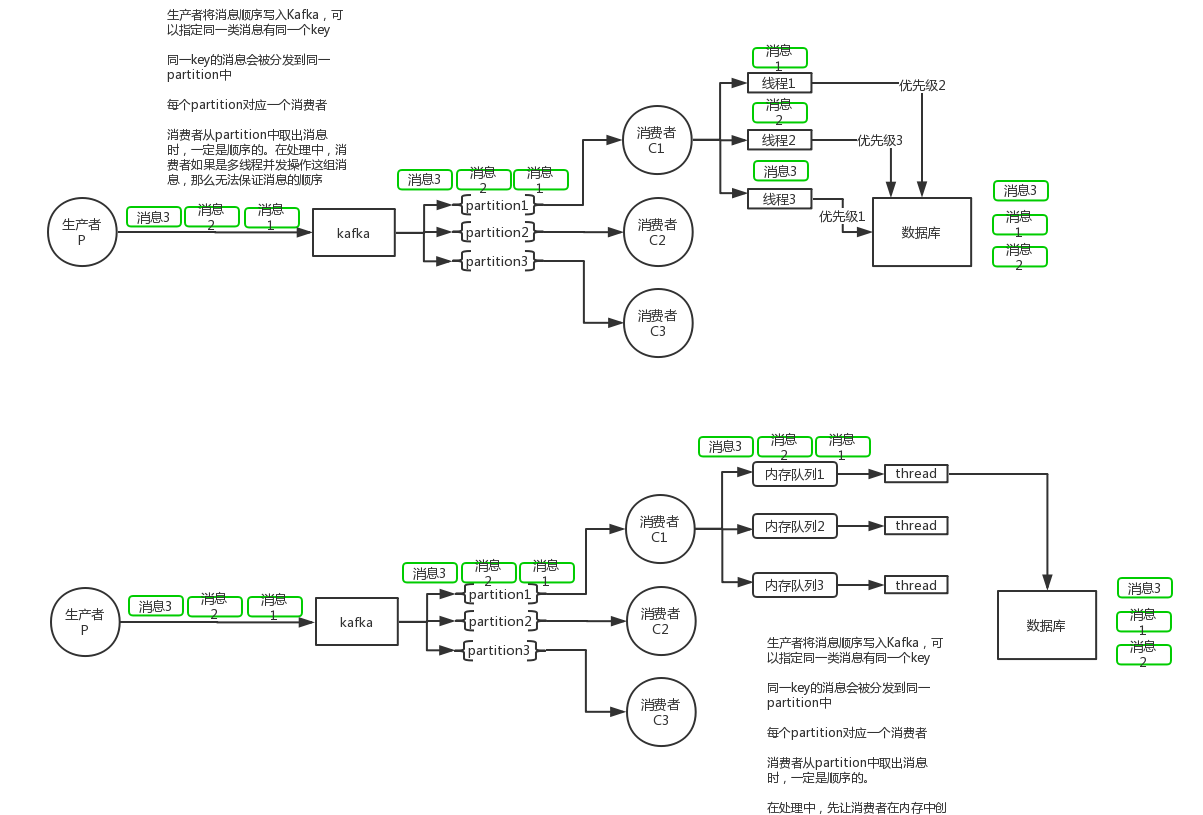 生产者将消息顺序写入Kafka，可
以指定同一类消息有同一个key
同一key的消息会被分发到同一
partition中
每个partition对应一个消费者
消费者从partition中取出消息
时，一定是顺序的。在处理中，消
费者如果是多线程并发操作这组消
息，那么无法保证消息的顺序
生产者
P
消息3
消息
2
消息
1
kafka
消息3
消息
2
消息
1
partition1
partition2
partition3
消费者
C1
消费者
C2
消费者
C3
消息
1
线程1
消息
2
线程2
消息3
线程3
优先级2
优先级3
优先级1
数据库
消息3
消息
1
消息
2
生产者
P
消息3
消息
2
消息
1
kafka
消息3
消息
2
消息
1
partition1
partition2
partition3
消费者
C1
消费者
C2
消费者
C3
消息3
消息
2
消息
1
内存队列1
thread
内存队列2
thread
内存队列3
thread
数据库
消息3
消息
1
消息
2
生产者将消息顺序写入Kafka，可
以指定同一类消息有同一个key
同一key的消息会被分发到同一
partition中
每个partition对应一个消费者
消费者从partition中取出消息
时，一定是顺序的。
在处理中，先让消费者在内存中创